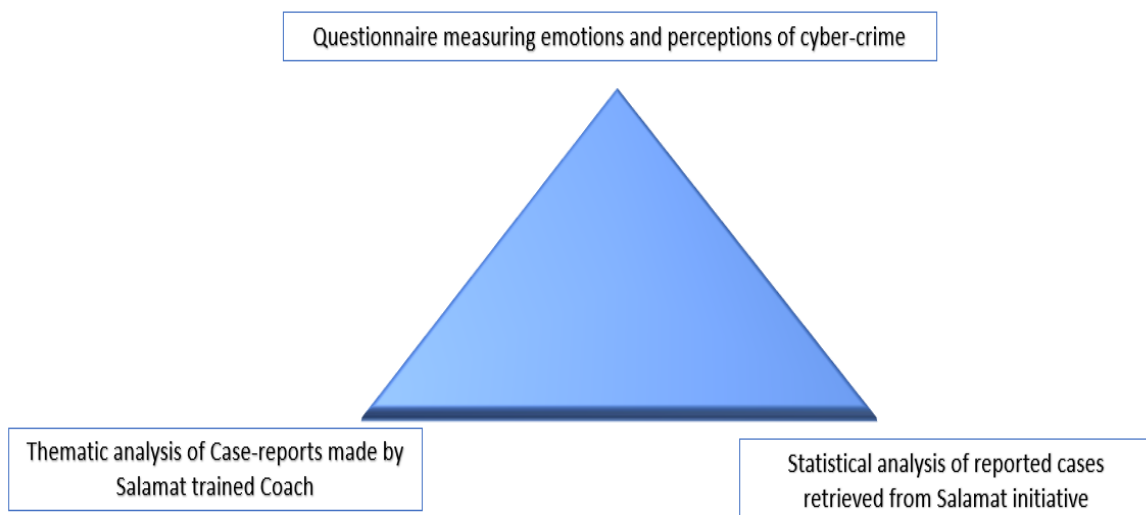 Questionnaire measuring emotions and perceptions of cyber-crime
Thematic analysis of Case-reports made by
Salamat trained Coach
Statistical analysis of reported cases
retrieved from Salamat initiative